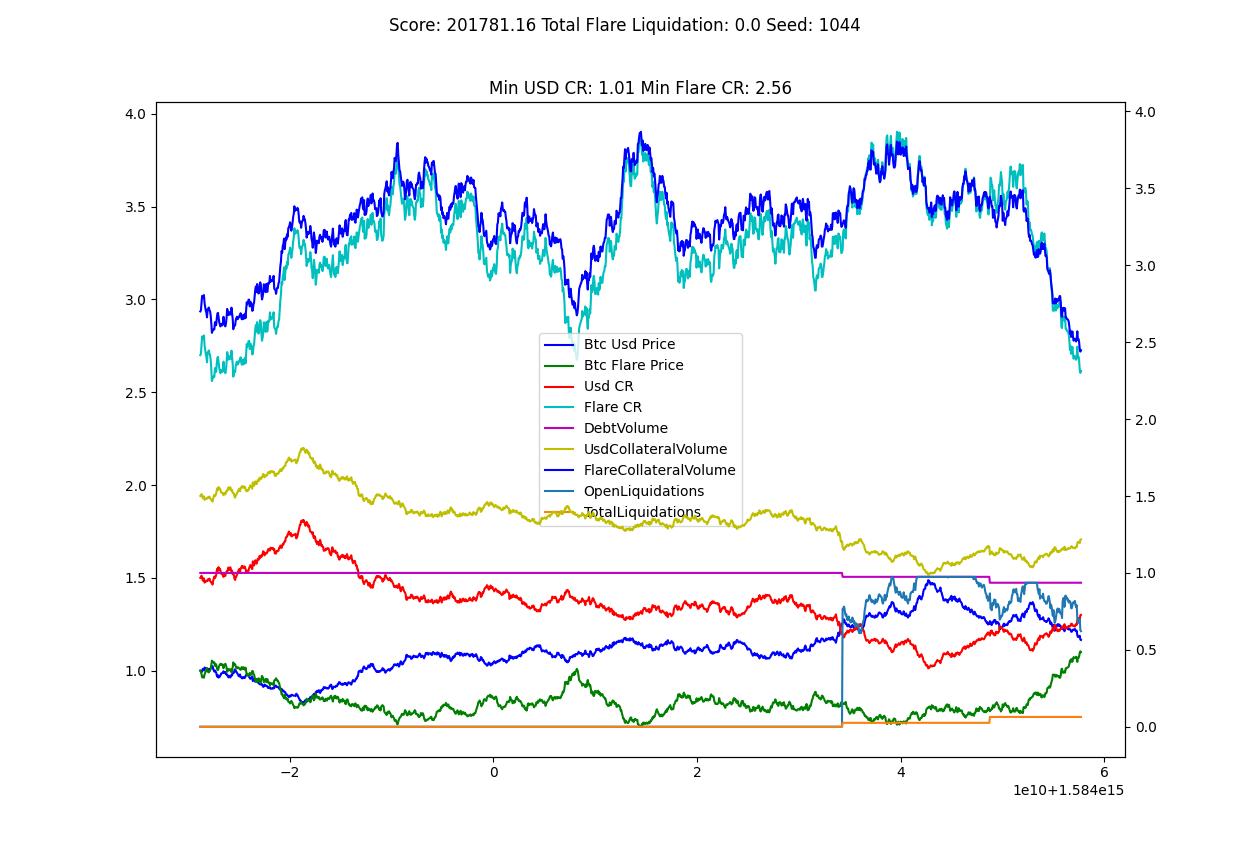 Score: 201781.16 Total Flare Liquidation: 0.0 Seed: 1044
Min USD CR: 1.01 Min Flare CR: 2.56
4.0
3.5
3.0
2.5
2.0
1.5
1.0
4.0
3.5
3.0
2.5
2.0
1.5
1.0
0.5
0.0
Btc Usd Price
Btc Flare Price
Usd CR
Flare CR
DebtVolume
UsdCollateralVolume
FlareCollateralVolume
OpenLiquidations
TotalLiquidations
−2 0 2 4 6
1e10+1.584e15